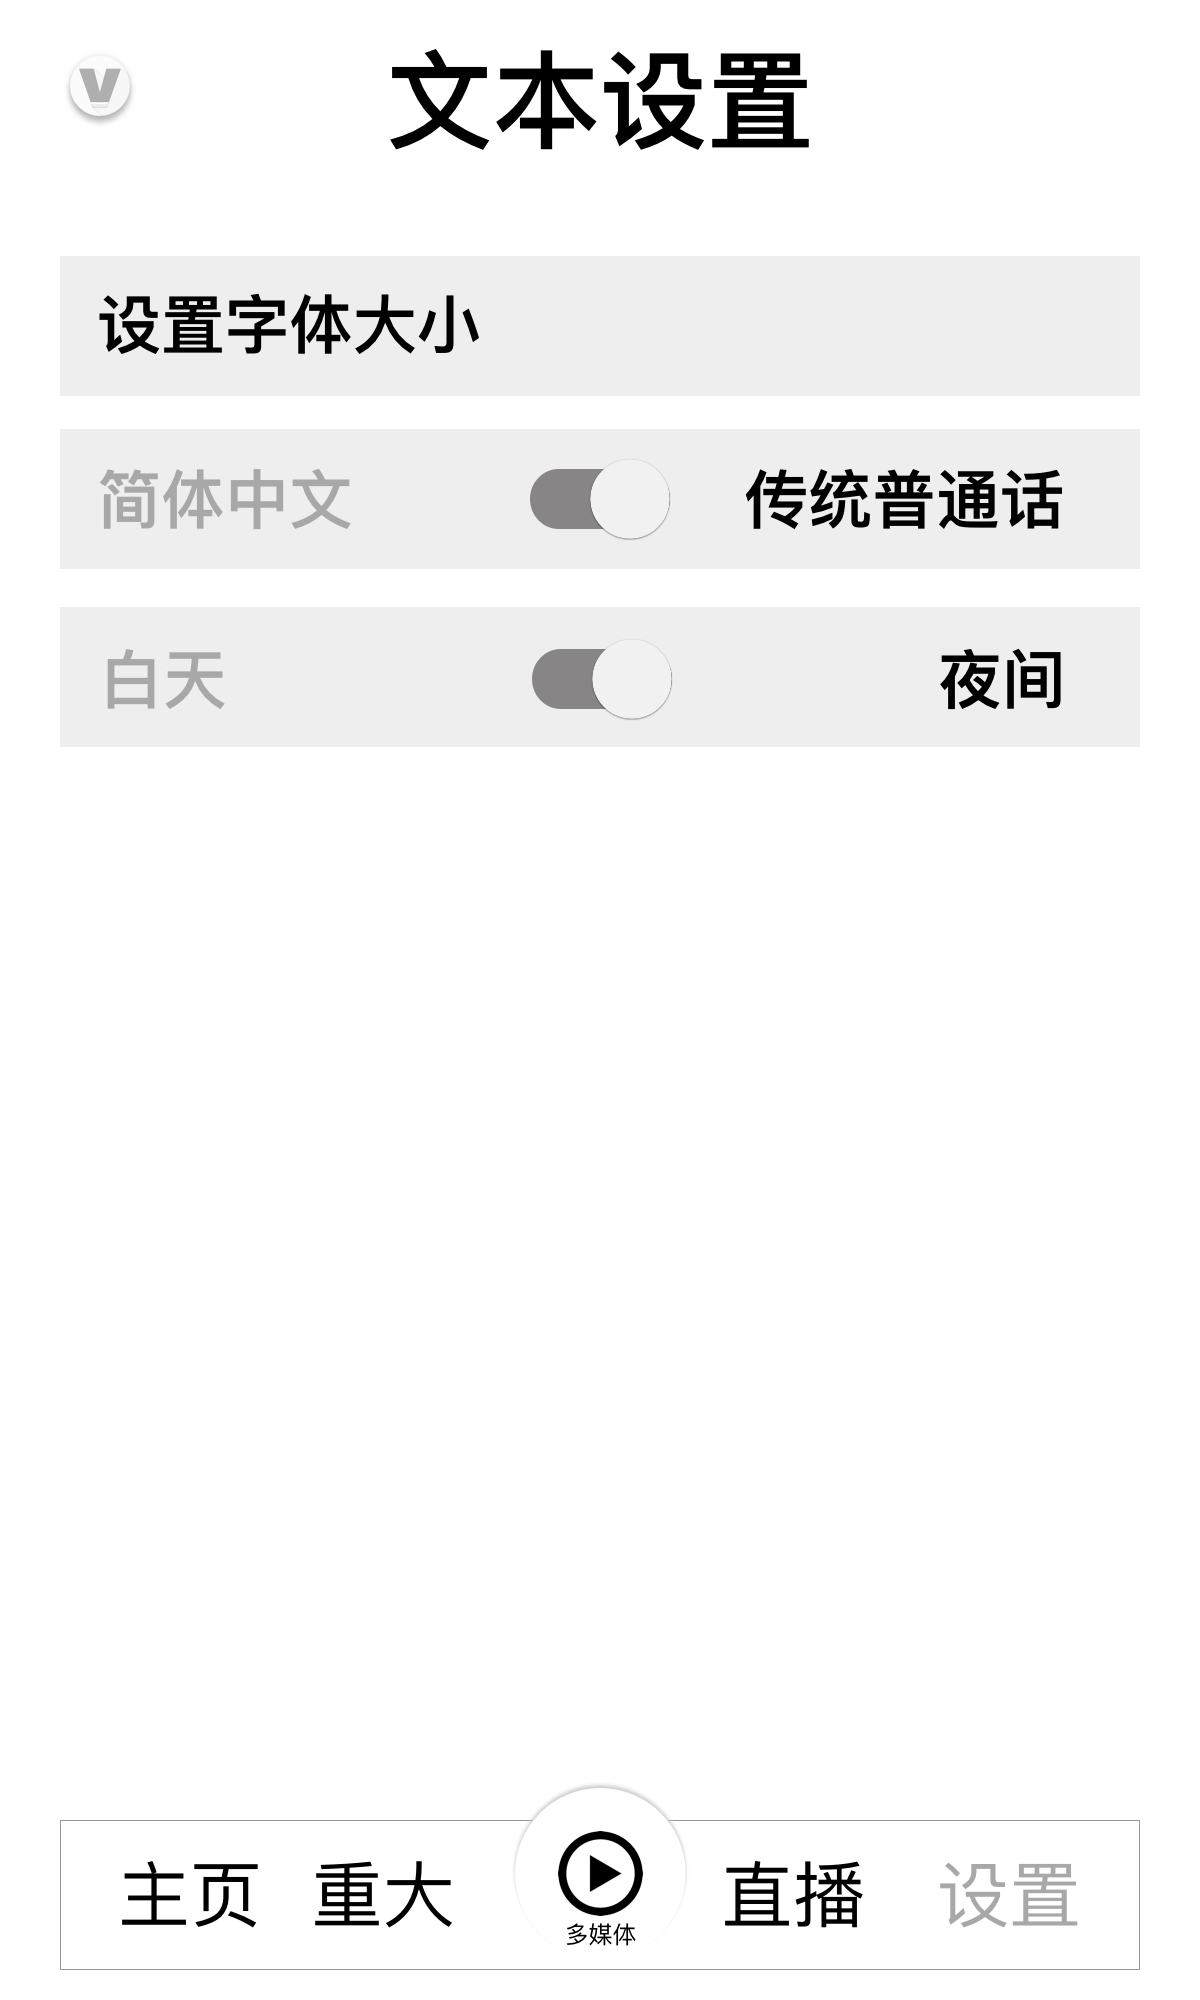 V
文本设置
设置字体大小
简体中文 传统普通话
白天 夜间
主页 重大 多媒体 直播 设置